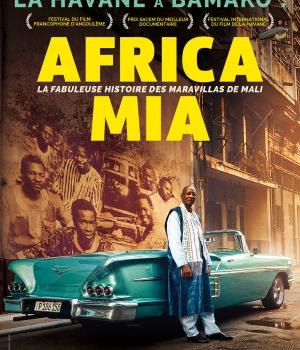 LA HAVANE À BAMAKO :
FESTIVAL DU FILM
FRANCOPHONE D'ANGOULÊME
PRIX SACEM DU MEILLEUR
DOCUMENTAIRE
FESTIVAL INTERNATIONAL
DU FILM DE LA HAVANE
AFRICA
LA FABULEUSE HISTOIRE DES MARAVILLAS DE MALI
MIA